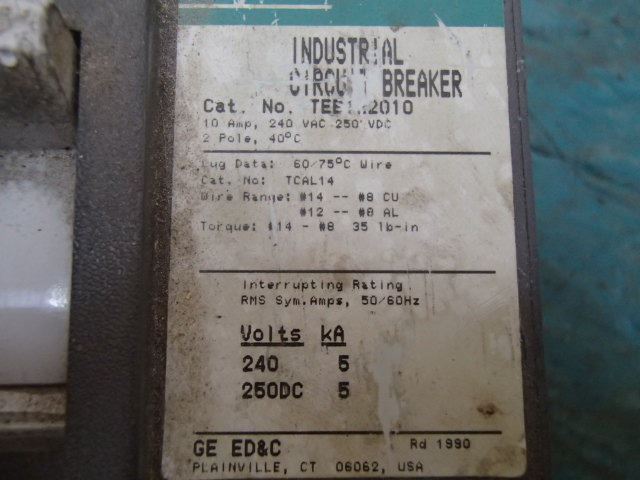 INDUSTRIAL
CIRCUIT BREAKER
Cat. No.
10 Amp, 240 VAC 250 VDC
2 Pole, 40°C
Lug Data: 60/75°C Wire
Cat. No: TCAL14
Wire Range: #14 -- #8 CU
#12 -- #8 AL
Torque: #14 - #8 35 lb-in
Interrupting Rating
RMS Sym.Amps, 50/60Hz
Volts kA
240 5
250DC 5
GE ED&C Rd 1990
PLAINVILLE, CT 06062, USA